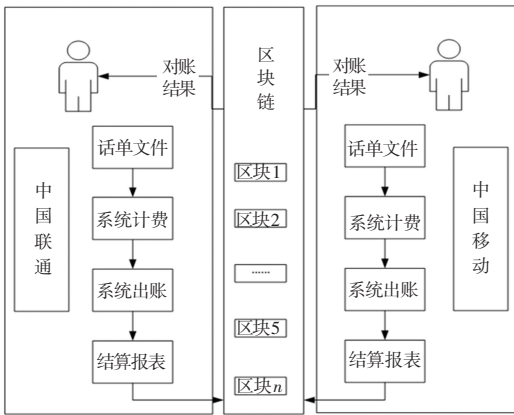 对账
结果
中国联通
话单文件
系统计费
系统出账
结算报表
区块链
区块1
区块2
......
区块5
区块n
对账
结果
话单文件
系统计费
系统出账
结算报表
中国移动